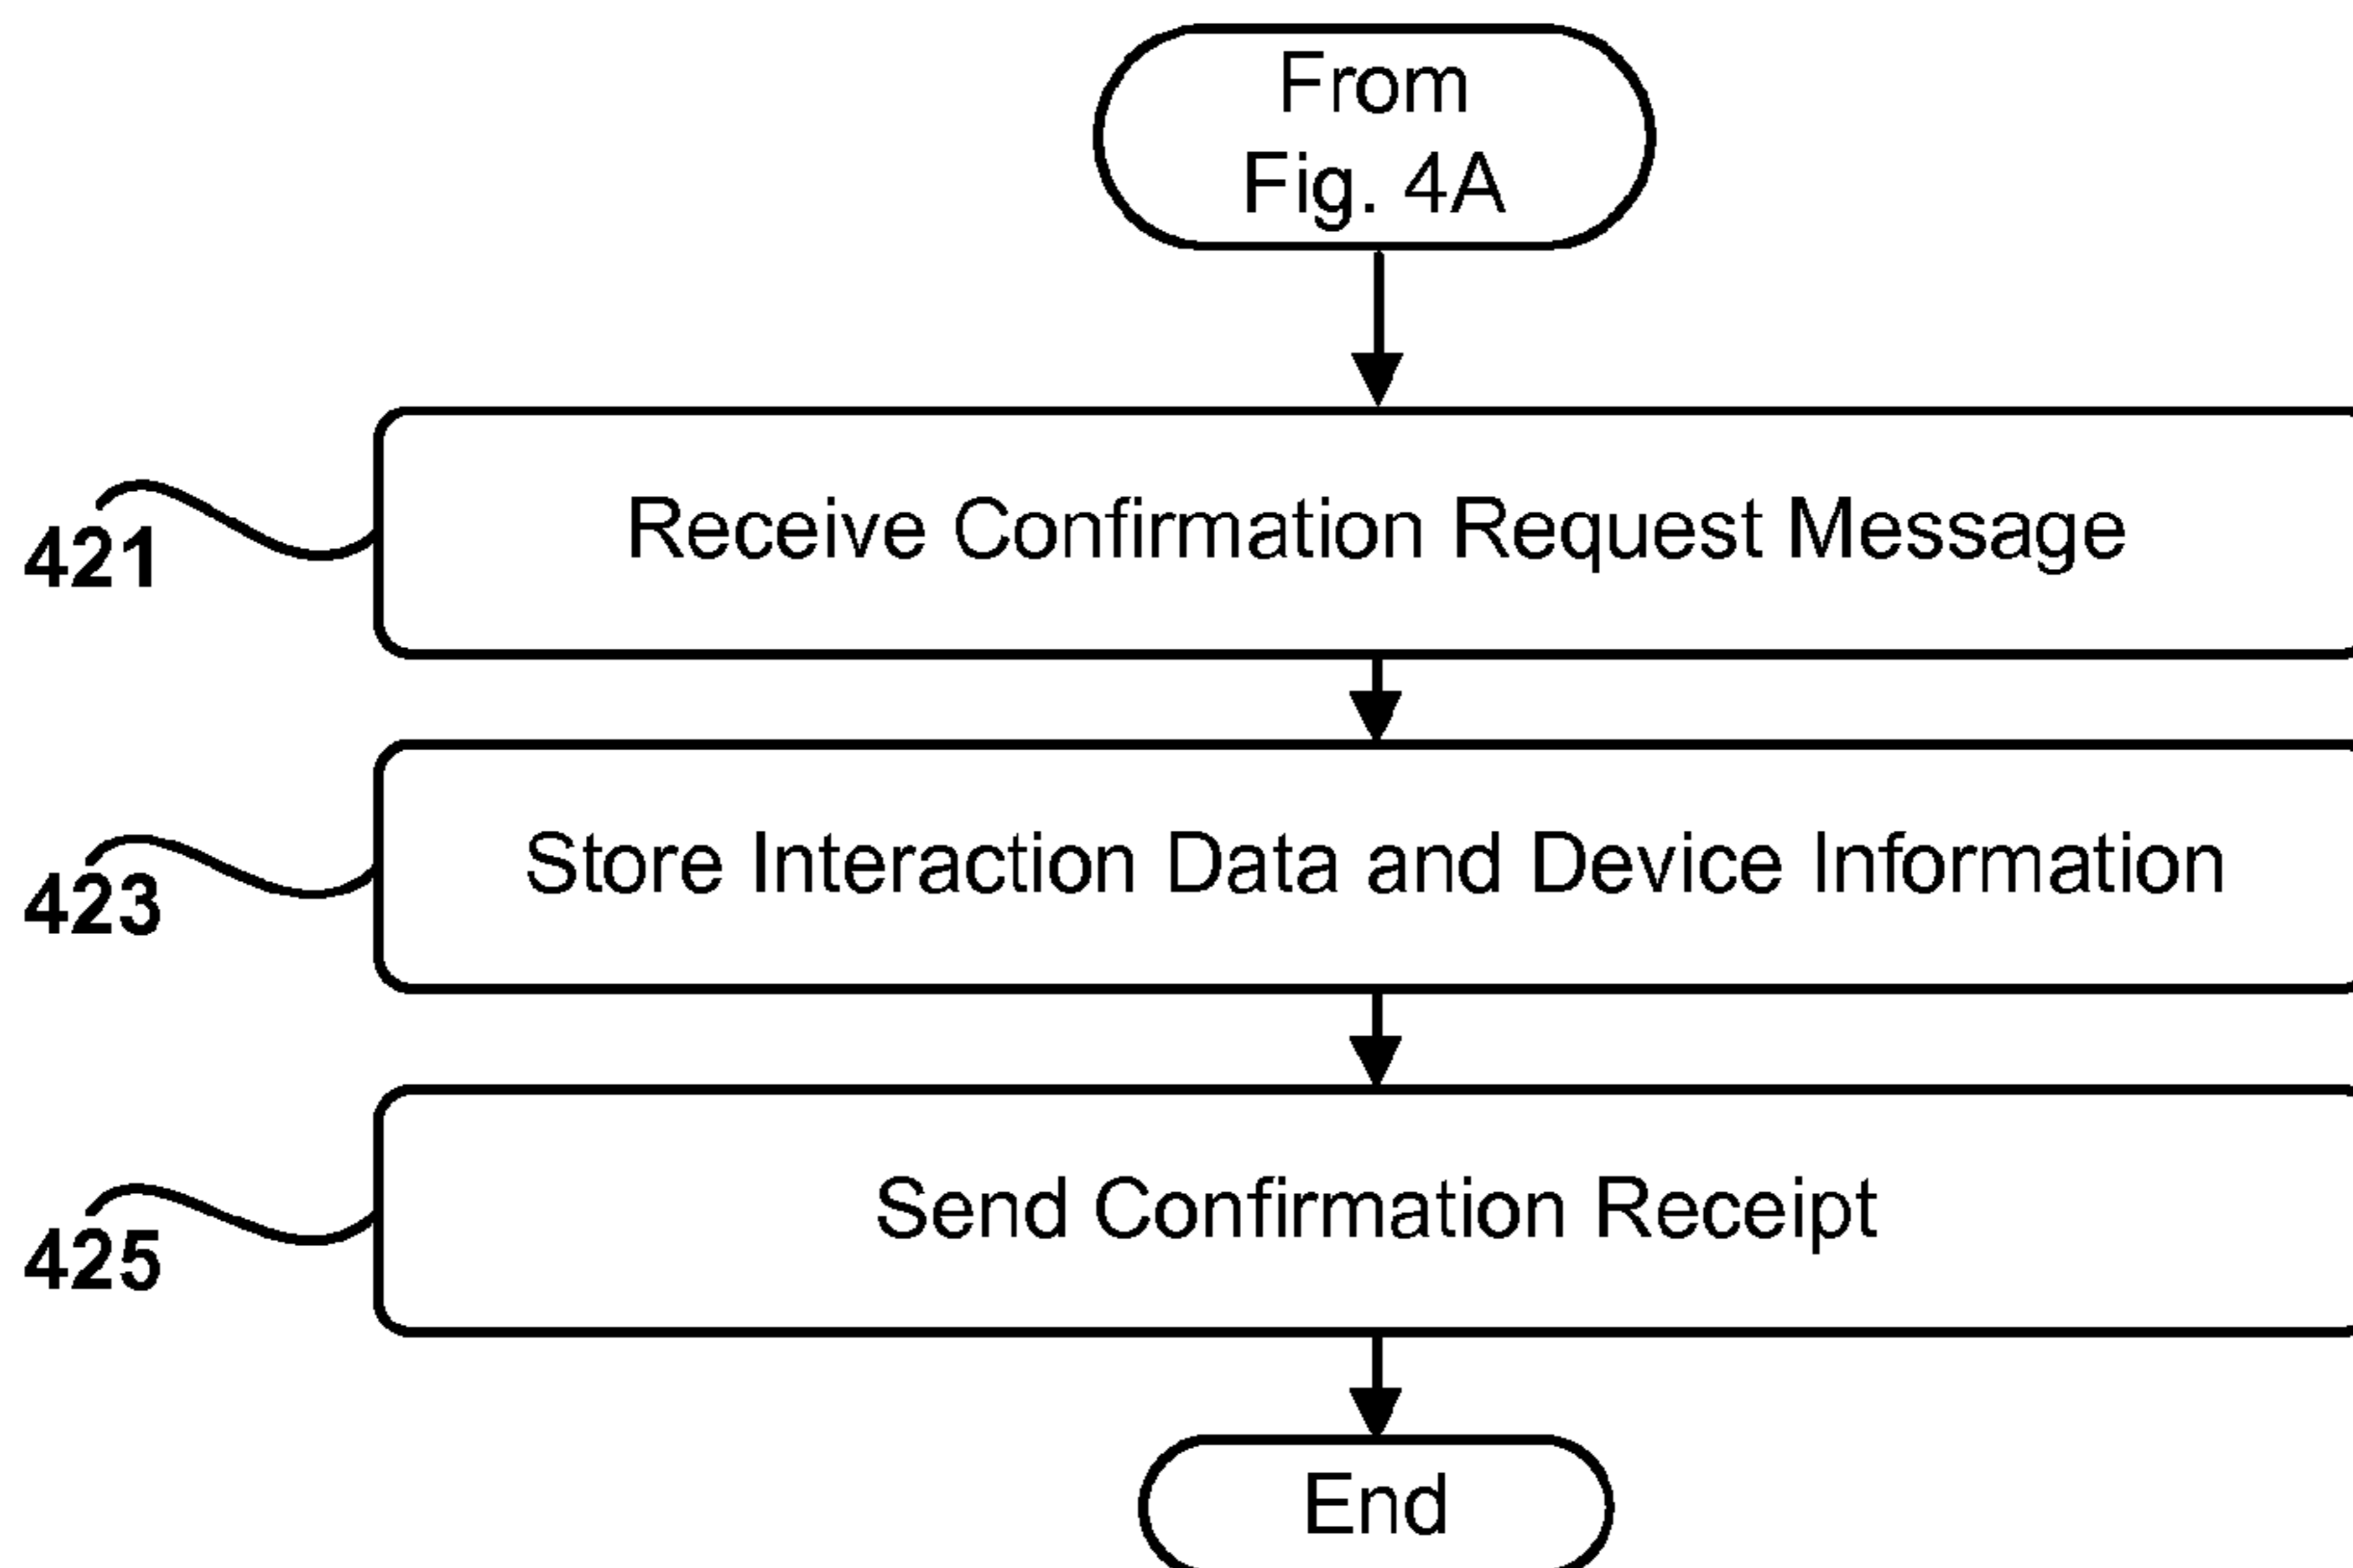 From
Fig. 4A
Receive Confirmation Request Message
421
Store Interaction Data and Device Information
423
Send Confirmation Receipt
425
End